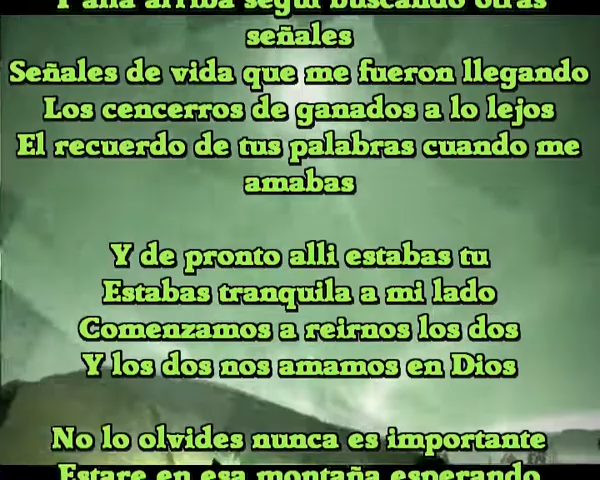 Y alla arriba segui buscando otras
señales
Señales de vida que me fueron llegando
Los cencerros de ganados a lo lejos
El recuerdo de tus palabras cuando me
amabas
Y de pronto alli estabas tu
Estabas tranquila a mi lado
Comenzamos a reirnos los dos
Y los dos nos amamos en Dios
No lo olvides nunca es importante
Estare en esa montaña esperando